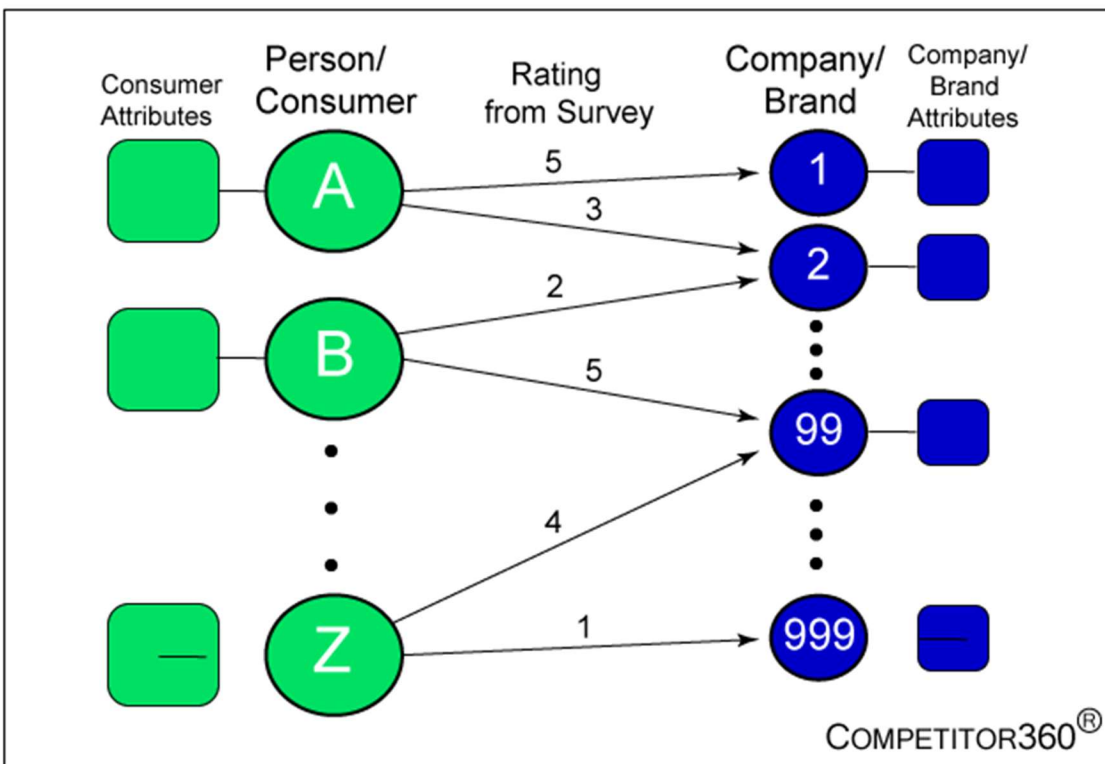 Consumer
Attributes
Person/
Consumer
Rating
from Survey
Company/
Brand
Company/
Brand
Attributes
A
5
1
3
2
2
B
5
99
4
Z
1
999
COMPETITOR360®